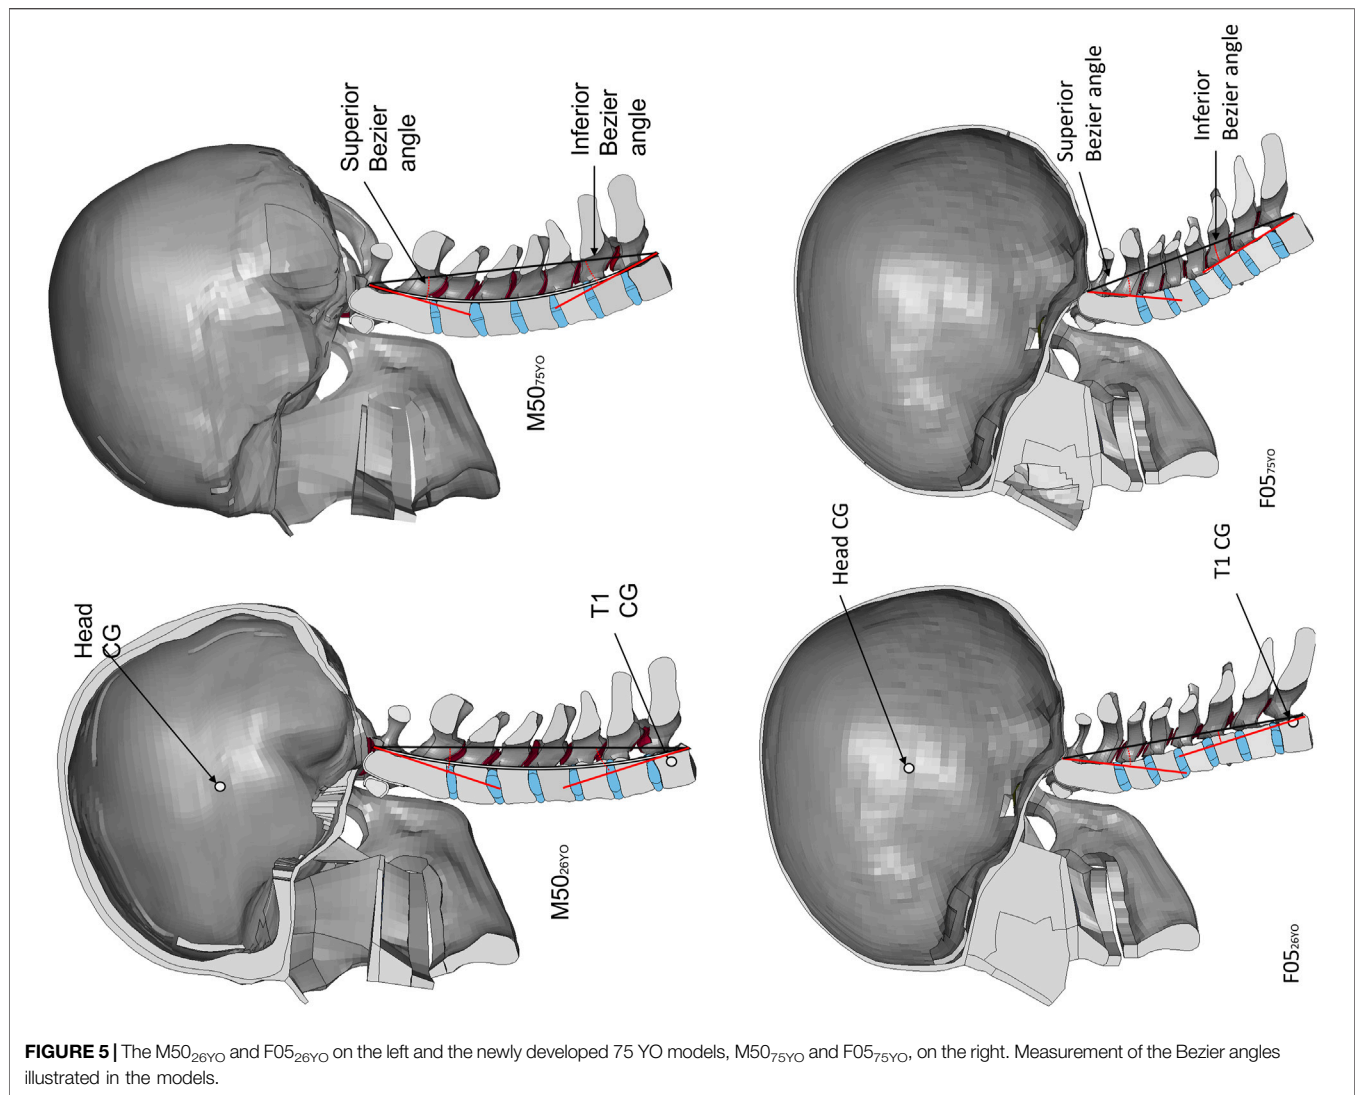 Superior
Bezier
angle
Inferior
Bezier
angle
M5075YO
Superior
Bezier angle
Inferior
Bezier angle
F0575YO
Head
CG
T1
CG
M5026YO
Head CG
T1 CG
F0526YO
FIGURE 5 | The M5026YO and F0526YO on the left and the newly developed 75 YO models, M5075YO and F0575YO, on the right. Measurement of the Bezier angles
illustrated in the models.